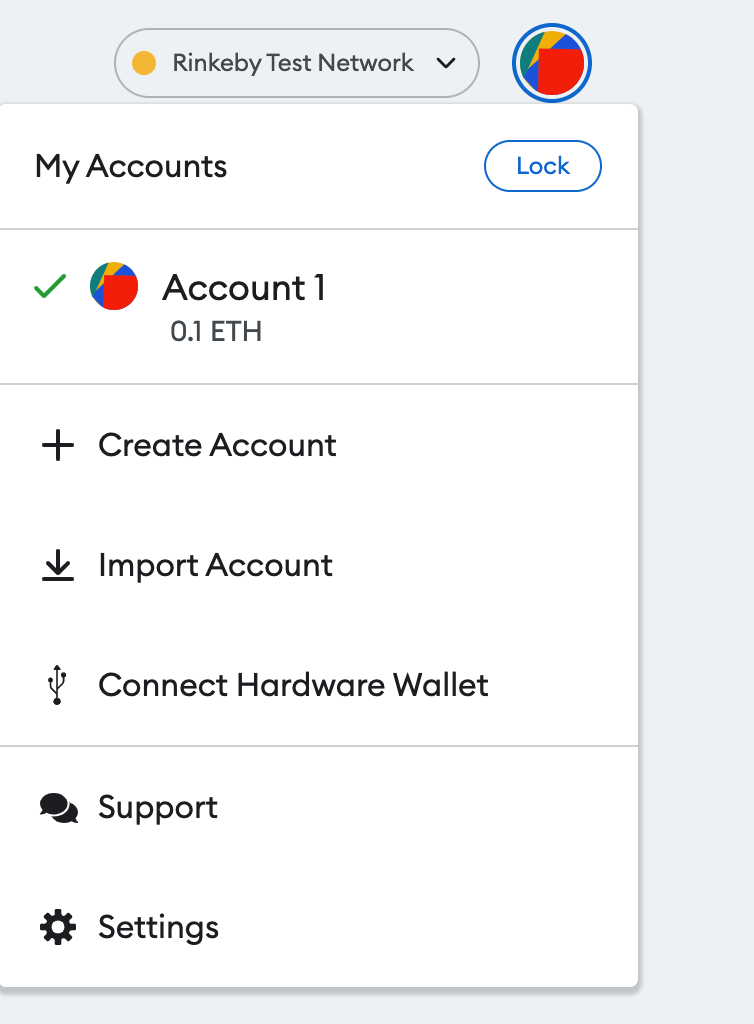 Rinkeby Test Network
My Accounts
Lock
Account 1
0.1 ETH
Create Account
Import Account
Connect Hardware Wallet
Support
Settings